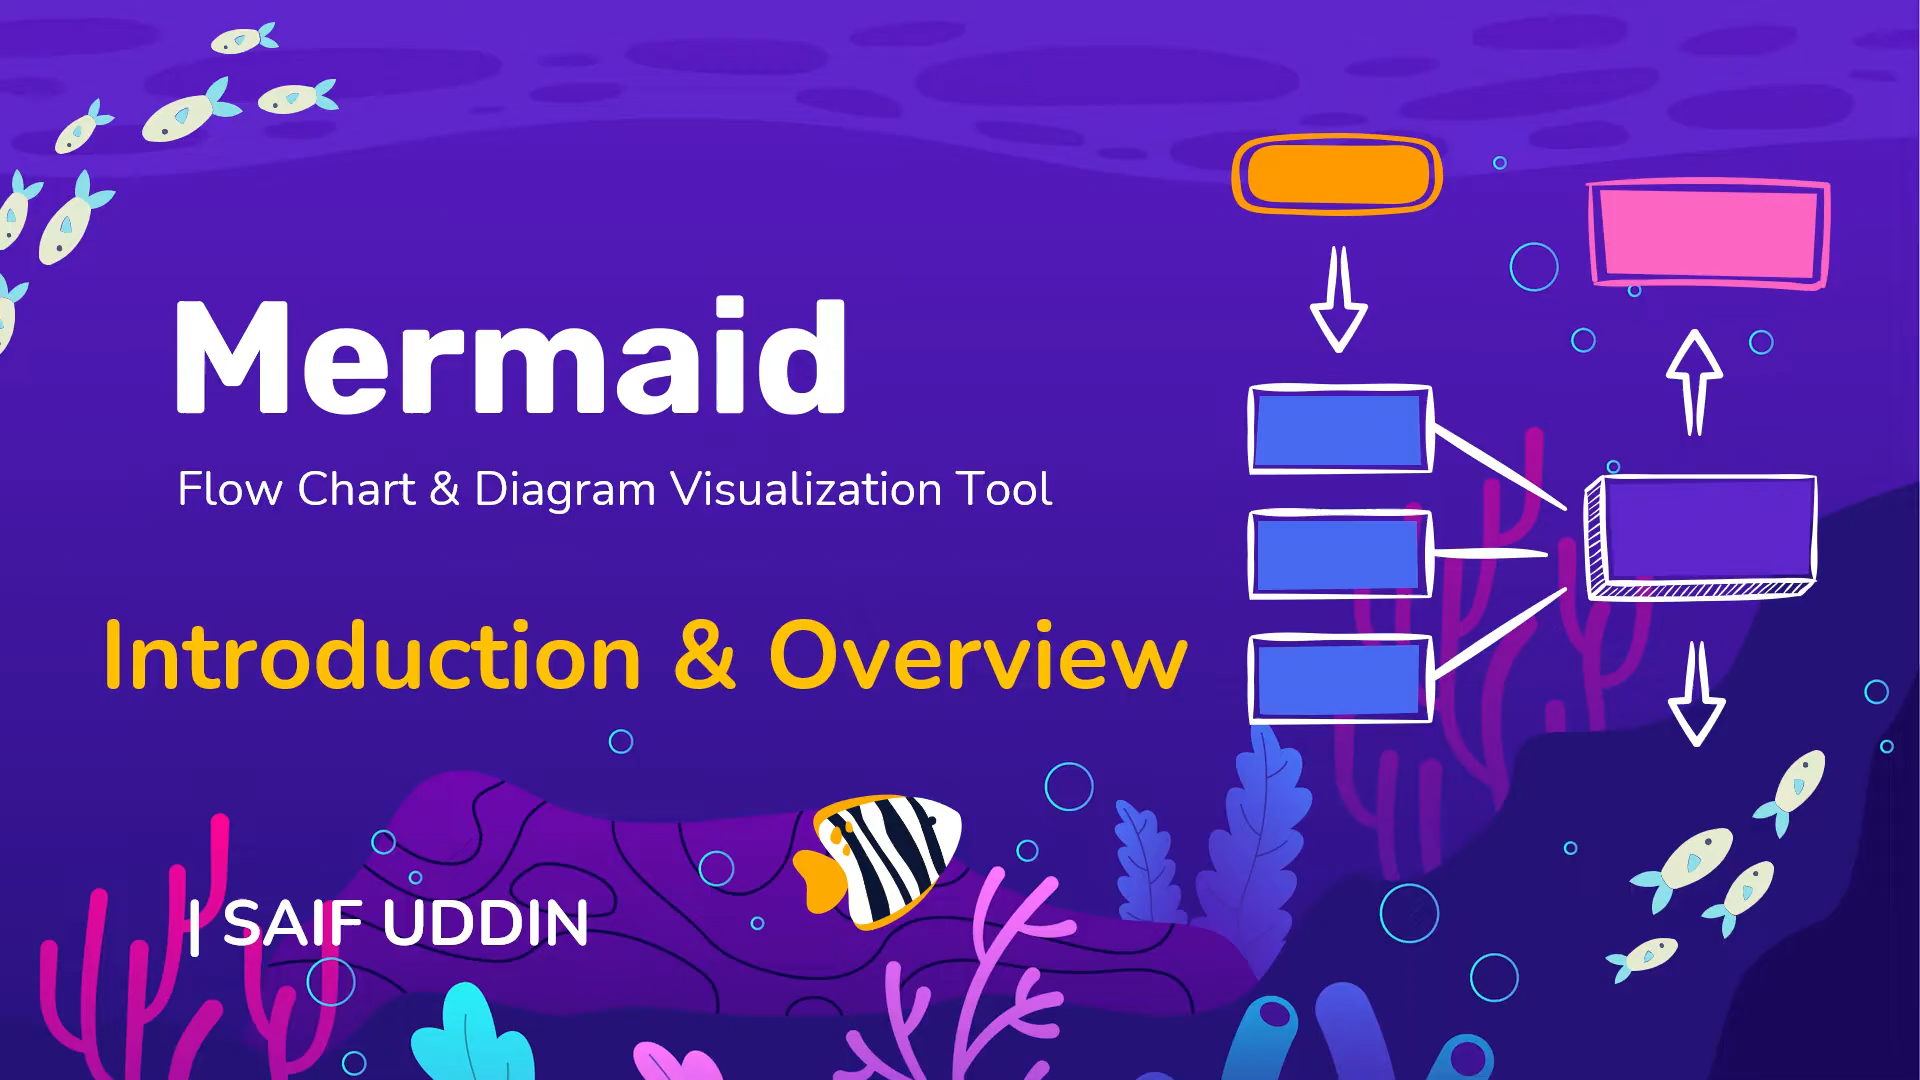 Mermaid
Flow Chart & Diagram Visualization Tool
Introduction & Overview
| SAIF UDDIN